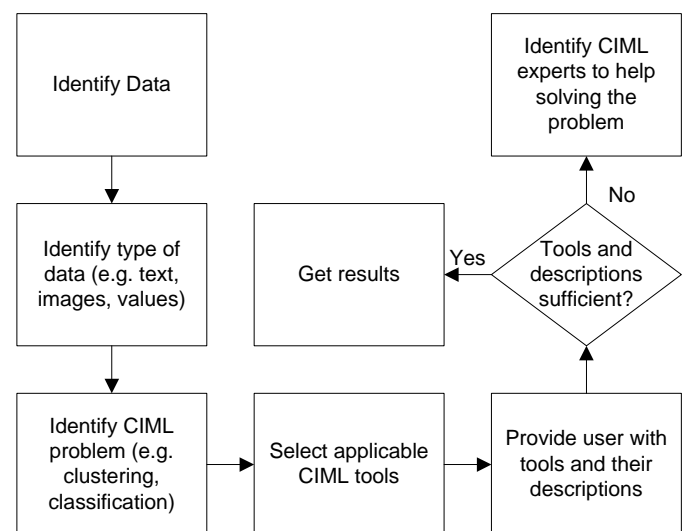 Identify Data
Identify type of
data (e.g. text,
images, values)
Identify CIML
problem (e.g.
clustering,
classification)
Select applicable
CIML tools
Provide user with
tools and their
descriptions
Tools and
descriptions
sufficient?
Yes
Get results
No
Identify CIML
experts to help
solving the
problem